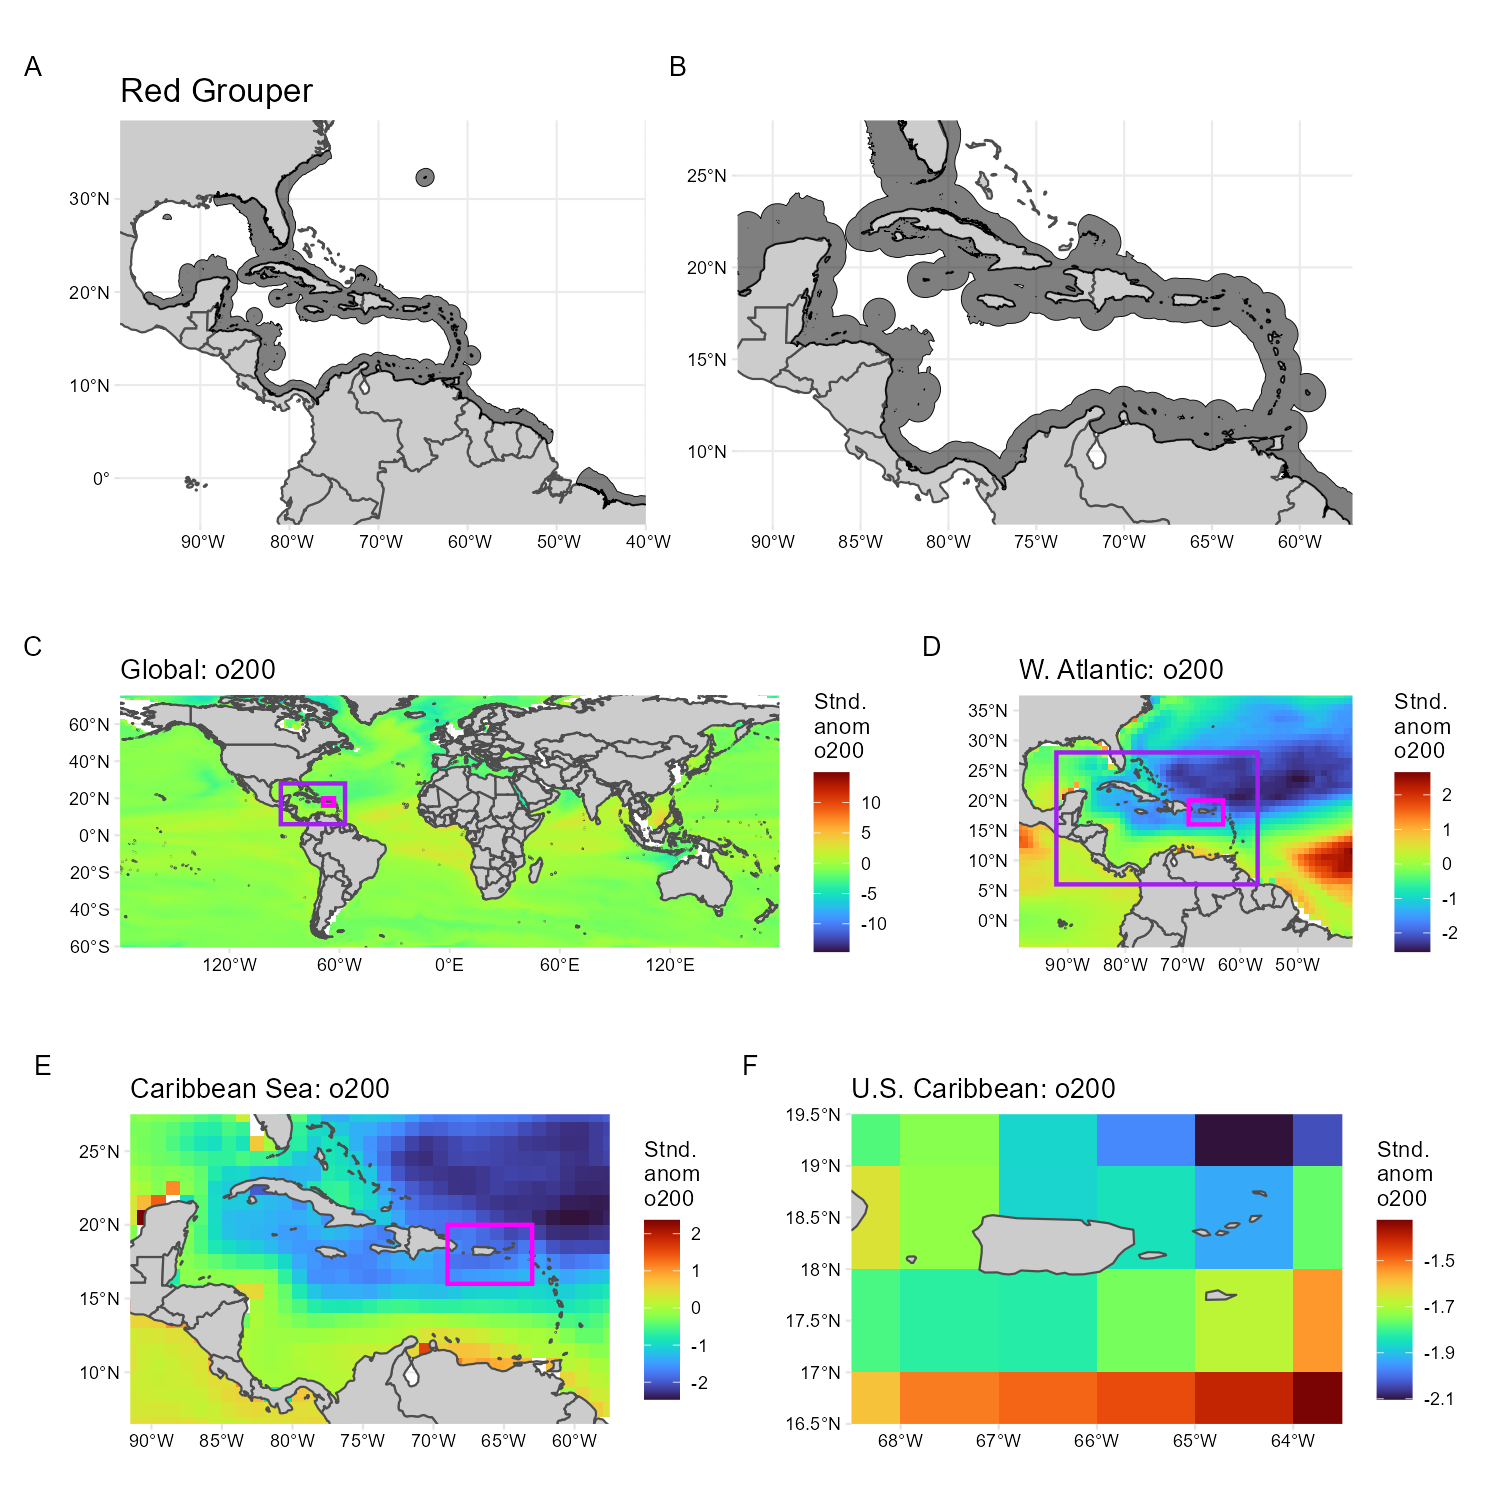 A
B
Red Grouper
30°N
20°N
10°N
0°
90°W 80°W 70°W 60°W 50°W 40°W
25°N
20°N
15°N
10°N
90°W 85°W 80°W 75°W 70°W 65°W 60°W
C
Global: o200
60°N
40°N
20°N
0°N
20°S
40°S
60°S
120°W 60°W 0°E 60°E 120°E
Stnd.
anom
o200
10
5
0
-5
-10
D
W. Atlantic: o200
35°N
30°N
25°N
20°N
15°N
10°N
5°N
0°N
90°W 80°W 70°W 60°W 50°W
Stnd.
anom
o200
2
1
0
-1
-2
E
Caribbean Sea: o200
25°N
20°N
15°N
10°N
90°W 85°W 80°W 75°W 70°W 65°W 60°W
Stnd.
anom
o200
2
1
0
-1
-2
F
U.S. Caribbean: o200
19.5°N
19°N
18.5°N
18°N
17.5°N
17°N
16.5°N
68°W 67°W 66°W 65°W 64°W
Stnd.
anom
o200
-1.5
-1.7
-1.9
-2.1